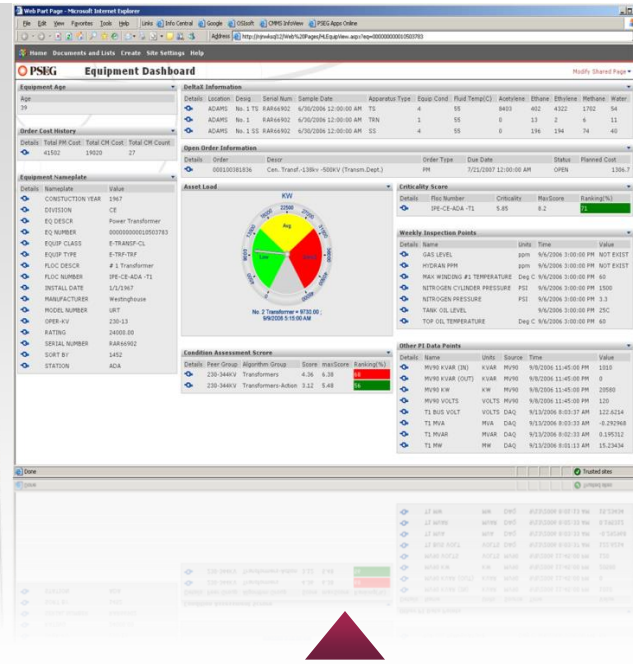 Web Part Page - Microsoft Internet Explorer
File Edit View Favorites Tools Help Links Info Central Google OSIsoft CMMS InfoView PSEG Apps Online
Home Documents and Lists Create Site Settings Help
PSEG Equipment Dashboard Modify Shared Page
Equipment Age
Age
39
Order Cost History
Details Total PM Cost Total CM Cost Total CM Count
41502 19020 27
Equipment Nameplate
Details Nameplate Value
CONSTUCTION YEAR 1967
DIVISION CE
EQ DESCR Power Transformer
EQ NUMBER 000000000010503783
EQUIP CLASS E-TRANSF-CL
EQUIP TYPE E-TRF-TRF
FLOC DESCR # 1 Transformer
FLOC NUMBER IPE-CE-ADA -T1
INSTALL DATE 1/1/1967
MANUFACTURER Westinghouse
MODEL NUMBER URT
OPER-KV 230-13
RATING 24000.00
SERIAL NUMBER RAR66902
SORT BY 1452
STATION ADA
DeltaX Information
Details Location Desig Serial Num Sample Date Apparatus Type Equip Cond Fluid Temp(C) Acetylene Ethane Ethylene Methane Water
ADAMS No. 1 TS RAR66902 6/30/2006 12:00:00 AM TS 4 55 8403 602 4322 1702 54
ADAMS No. 1 RAR66902 6/30/2006 12:00:00 AM TRN 1 55 0 13 2 6 11
ADAMS No. 1 SS RAR66902 6/30/2006 12:00:00 AM SS 4 55 0 196 194 74 40
Open Order Information
Details Order Descr Order Type Due Date Status Planned Cost
000100381836 Cen. Transf.-138kv -500KV (Transm.Dept.) PM 7/21/2007 12:00:00 AM OPEN 1306.7
Asset Load
KW
Avg
Low
No. 2 Transformer = 9730.00 ;
9/9/2006 5:15:00 AM
Condition Assessment Scrore
Details Peer Group Algorithm Group Score maxScore Ranking(%)
230-344KV Transformers 4.36 6.38 68
230-344KV Transformers-Action 3.12 5.48 56
Criticality Score
Details Floc Number Criticality MaxScore Ranking(%)
IPE-CE-ADA -T1 5.85 8.2 71
Weekly Inspection Points
Details Name Units Time Value
GAS LEVEL ppm 9/6/2006 3:00:00 PM NOT EXIST
HYDRAN PPM ppm 9/6/2006 3:00:00 PM NOT EXIST
MAX WINDING #1 TEMPERATURE Deg C 9/6/2006 3:00:00 PM 60
NITROGEN CYLINDER PRESSURE PSI 9/6/2006 3:00:00 PM 1500
NITROGEN PRESSURE PSI 9/6/2006 3:00:00 PM 3.3
TANK OIL LEVEL 9/6/2006 3:00:00 PM 25C
TOP OIL TEMPERATURE Deg C 9/6/2006 3:00:00 PM 60
Other PI Data Points
Details Name Units Source Time Value
MV90 KVAR (IN) KVAR MV90 9/8/2006 11:45:00 PM 1010
MV90 KVAR (OUT) KVAR MV90 9/8/2006 11:45:00 PM 0
MV90 KW KW MV90 9/8/2006 11:45:00 PM 20580
MV90 VOLTS VOLTS MV90 9/8/2006 11:45:00 PM 120
T1 BUS VOLT VOLTS DAQ 9/13/2006 8:03:37 AM 122.6214
T1 MVA MVA DAQ 9/13/2006 8:03:33 AM -0.292968
T1 MVAR MVAR DAQ 9/13/2006 8:02:33 AM 0.195312
T1 MW MW DAQ 9/13/2006 8:01:13 AM 15.23434
Done Trusted sites